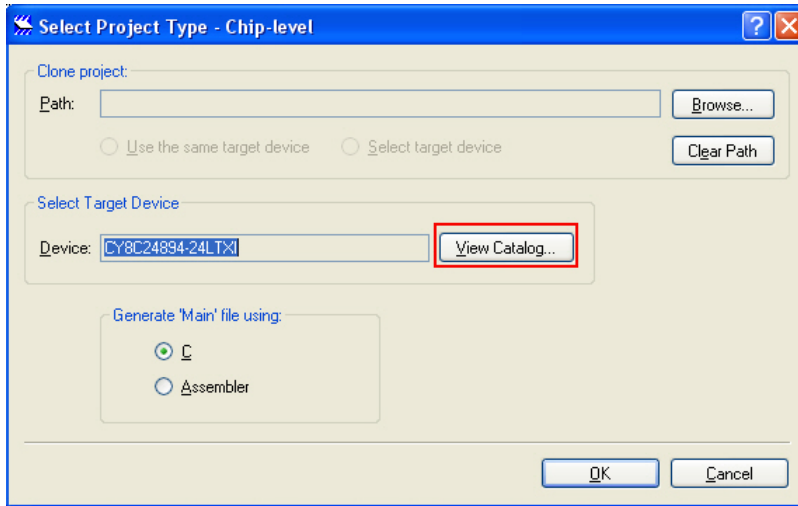 Select Project Type - Chip-level
Clone project:
Path:
Browse...
Use the same target device
Select target device
Clear Path
Select Target Device
Device: CY8C24894-24LTXI
View Catalog...
Generate 'Main' file using:
C
Assembler
OK
Cancel